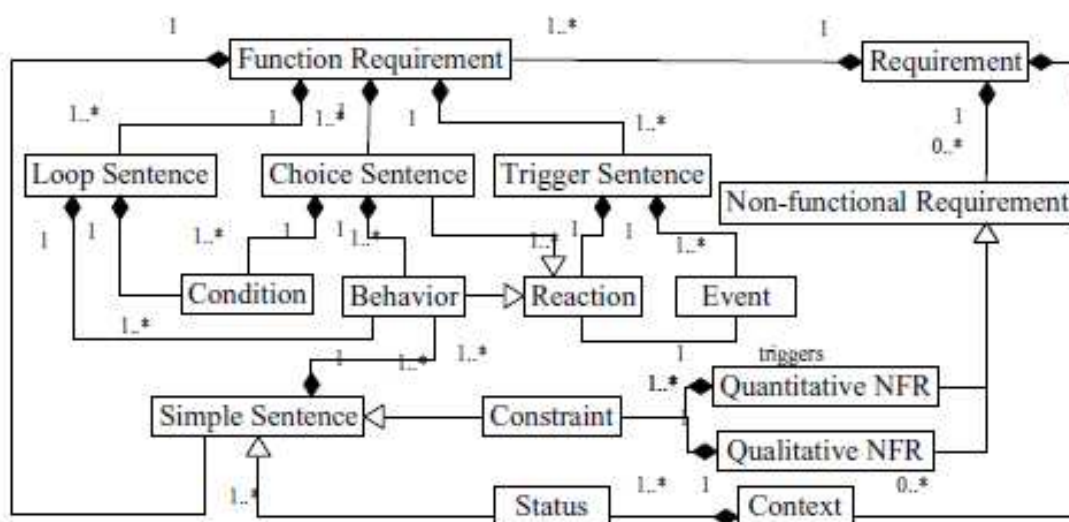 1 1..* 1
Function Requirement Requirement
1..* 1 1..* 1 1 1..* 1
0..*
Loop Sentence Choice Sentence Trigger Sentence
Non-functional Requirement
1 1 1..* 1 1 1..* 1..* 1 1 1..*
Condition Behavior Reaction Event
1..* 1 1..* 1..* 1 triggers
1..* Quantitative NFR
Simple Sentence Constraint 1
Qualitative NFR
1..* 1..* 1 0..*
Status Context